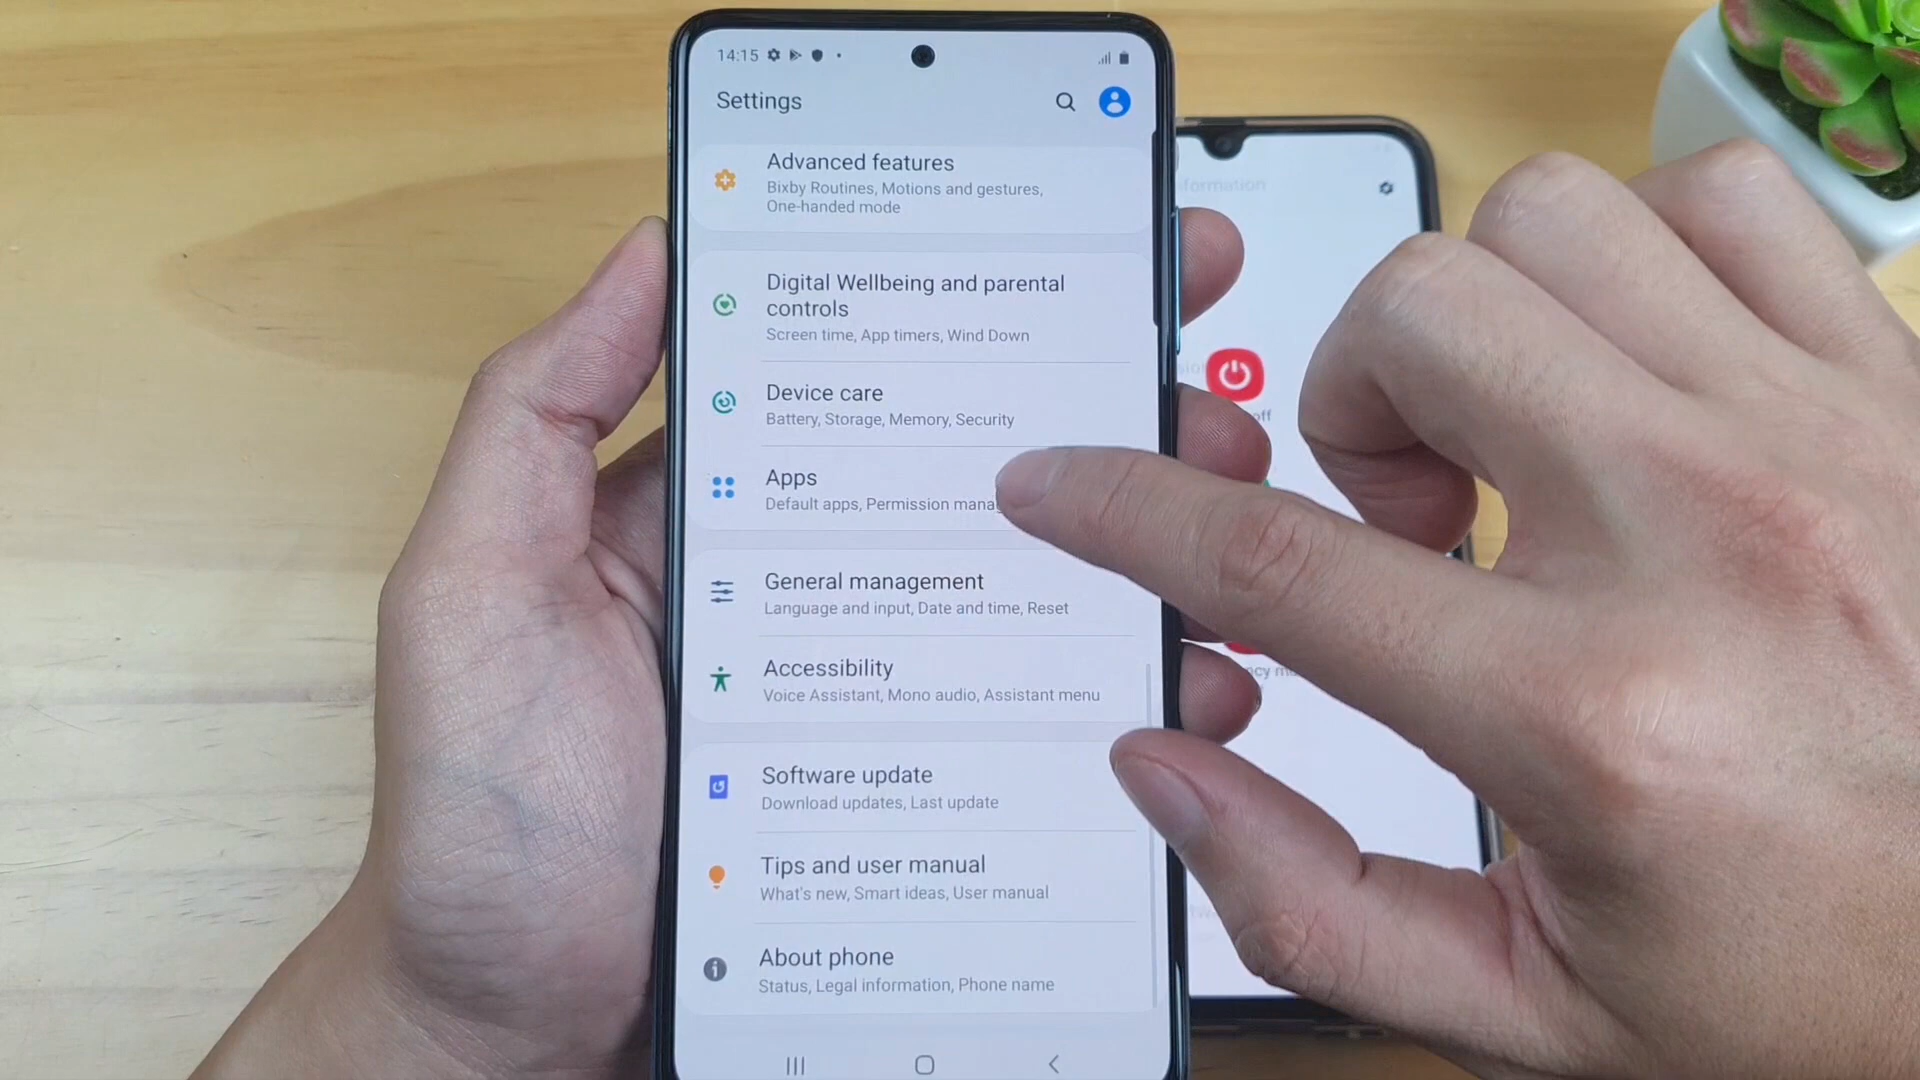 14:15
Settings
Advanced features
Bixby Routines, Motions and gestures,
One-handed mode
Digital Wellbeing and parental
controls
Screen time, App timers, Wind Down
Device care
Battery, Storage, Memory, Security
Apps
Default apps, Permission
General management
Language and input, Date and time, Reset
Accessibility
Voice Assistant, Mono audio, Assistant menu
Software update
Download updates, Last update
Tips and user manual
What's new, Smart ideas, User manual
About phone
Status, Legal information, Phone name
off